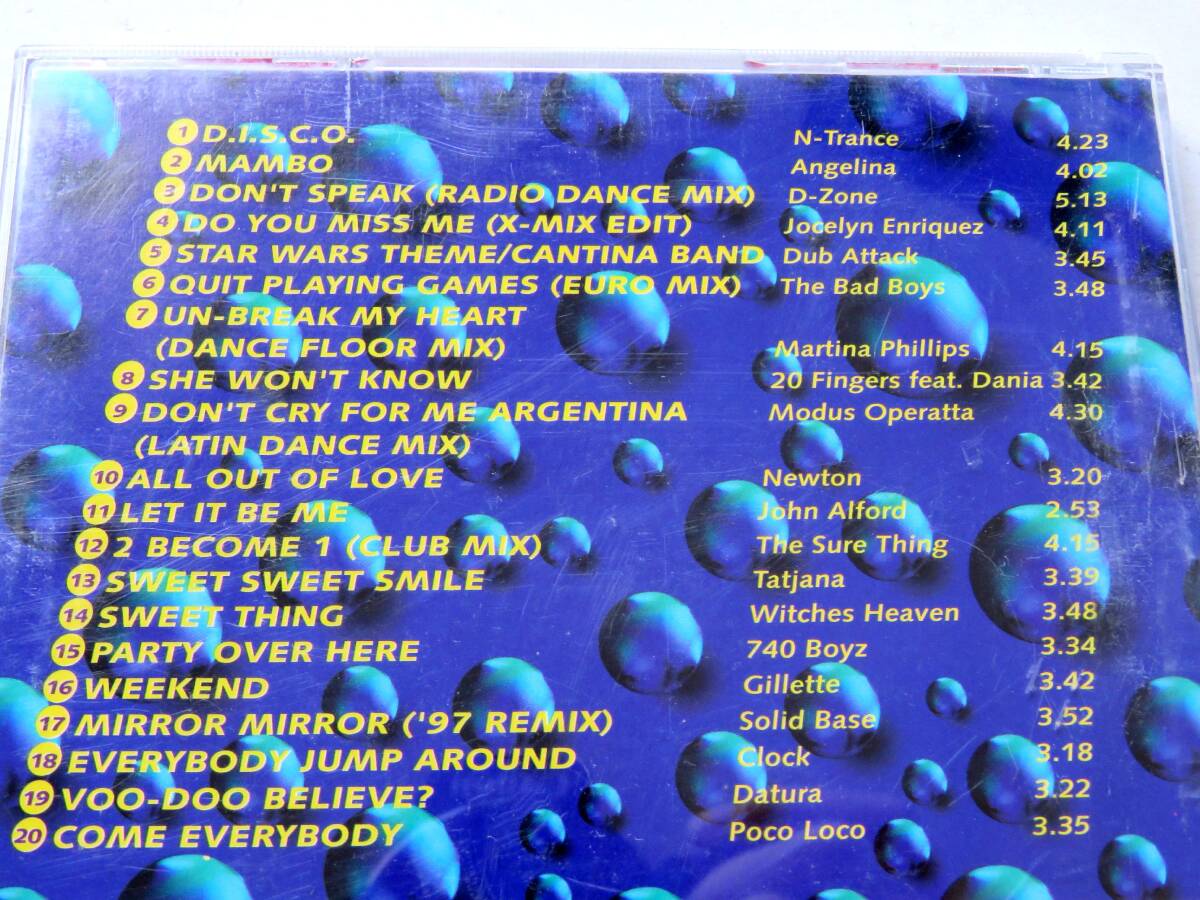 1 D.I.S.C.O. N-Trance 4.23
2 MAMBO Angelina 4.02
3 DON'T SPEAK (RADIO DANCE MIX) D-Zone 5.13
4 DO YOU MISS ME (X-MIX EDIT) Jocelyn Enriquez 4.11
5 STAR WARS THEME/CANTINA BAND Dub Attack 3.45
6 QUIT PLAYING GAMES (EURO MIX) The Bad Boys 3.48
7 UN-BREAK MY HEART
(DANCE FLOOR MIX) Martina Phillips 4.15
8 SHE WON'T KNOW 20 Fingers feat. Dania 3.42
9 DON'T CRY FOR ME ARGENTINA Modus Operatta 4.30
(LATIN DANCE MIX)
10 ALL OUT OF LOVE Newton 3.20
11 LET IT BE ME John Alford 2.53
12 2 BECOME 1 (CLUB MIX) The Sure Thing 4.15
13 SWEET SWEET SMILE Tatjana 3.39
14 SWEET THING Witches Heaven 3.48
15 PARTY OVER HERE 740 Boyz 3.34
16 WEEKEND Gillette 3.42
17 MIRROR MIRROR ('97 REMIX) Solid Base 3.52
18 EVERYBODY JUMP AROUND Clock 3.18
19 VOO-DOO BELIEVE? Datura 3.22
20 COME EVERYBODY Poco Loco 3.35